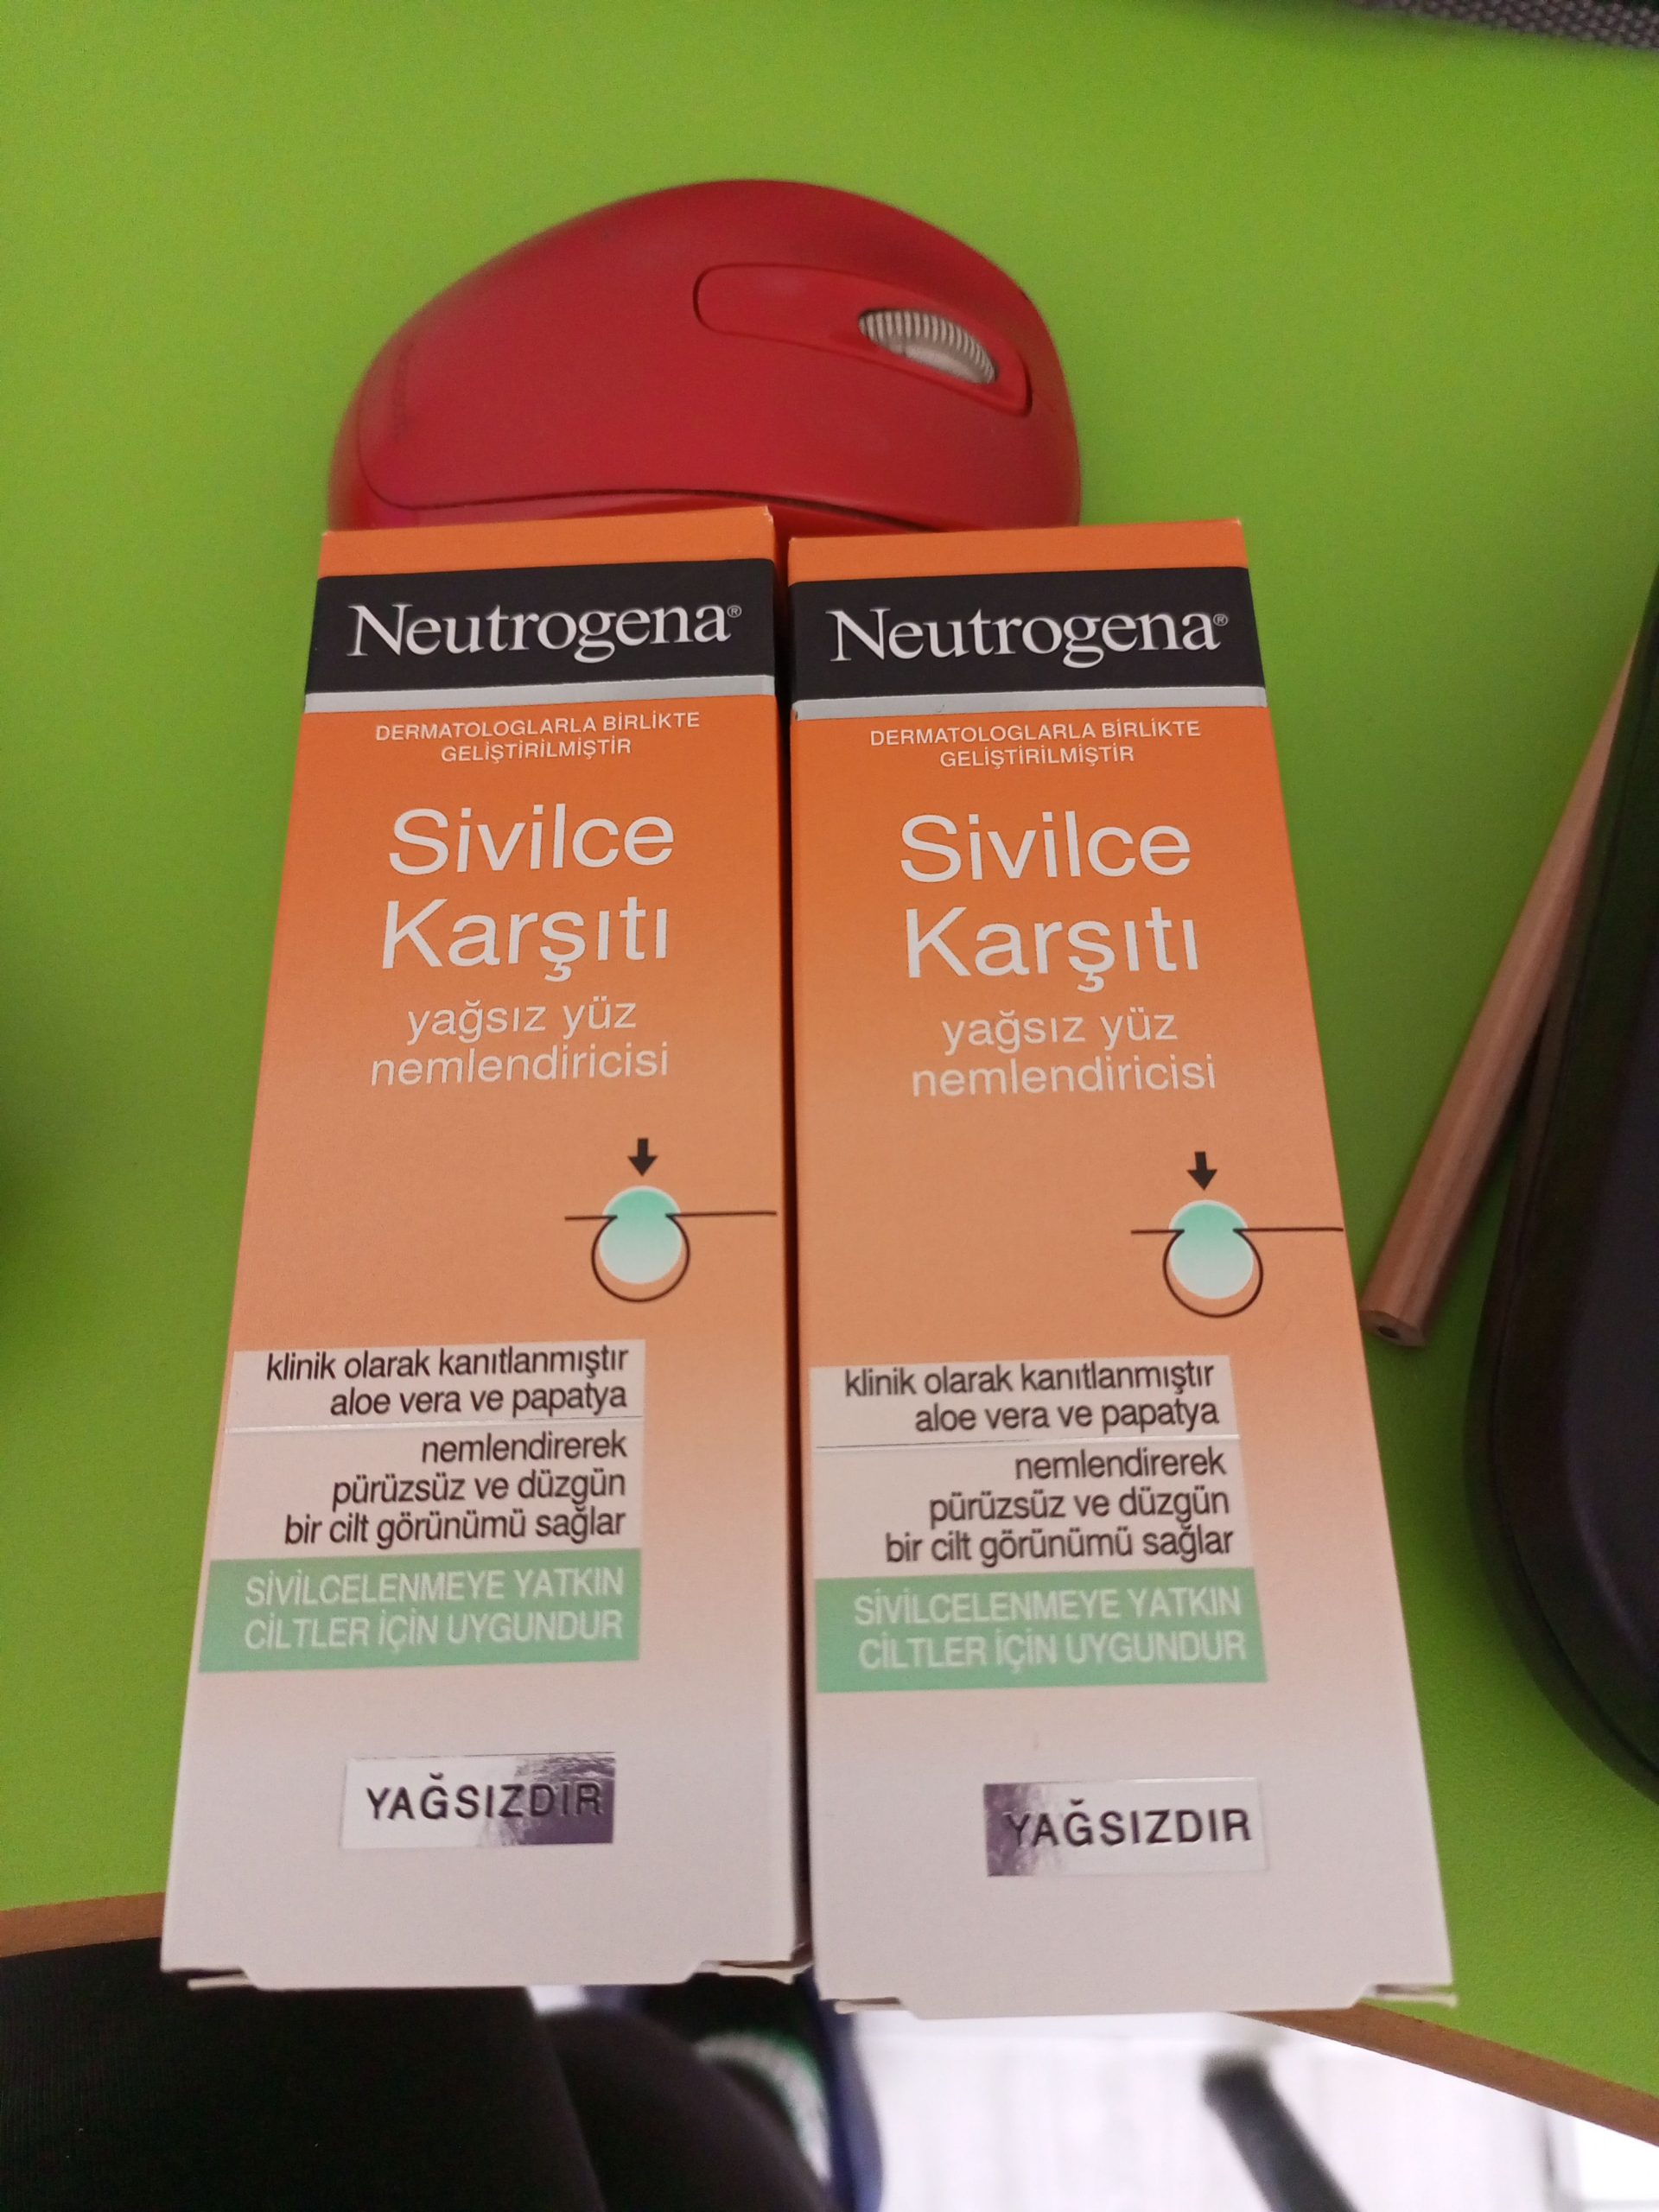 Neutrogena®
DERMATOLOGLARLA BİRLİKTE
GELİŞTİRİLMİŞTİR
Sivilce
Karşıtı
yağsız yüz
nemlendiricisi
klinik olarak kanıtlanmıştır
aloe vera ve papatya
nemlendirerek
pürüzsüz ve düzgün
bir cilt görünümü sağlar
SİVİLCELENMEYE YATKIN
CİLTLER İÇİN UYGUNDUR
YAĞSIZDIR
Neutrogena®
DERMATOLOGLARLA BİRLİKTE
GELİŞTİRİLMİŞTİR
Sivilce
Karşıtı
yağsız yüz
nemlendiricisi
klinik olarak kanıtlanmıştır
aloe vera ve papatya
nemlendirerek
pürüzsüz ve düzgün
bir cilt görünümü sağlar
SİVİLCELENMEYE YATKIN
CİLTLER İÇİN UYGUNDUR
YAĞSIZDIR